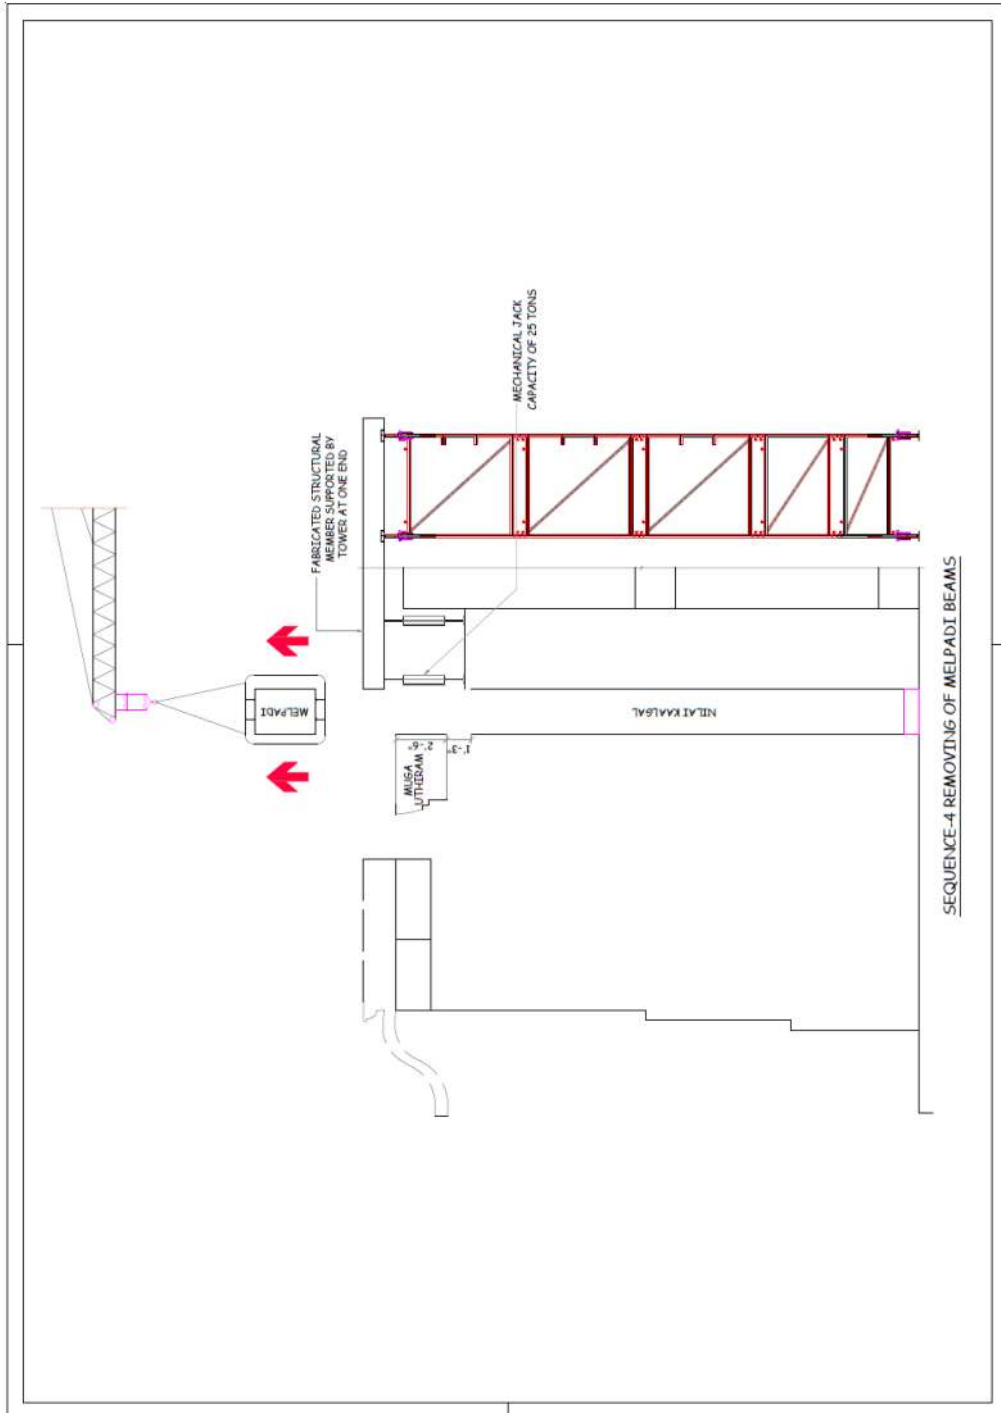 FABRICATED STRUCTURAL
MEMBER SUPPORTED BY
TOWER AT ONE END
MECHANICAL JACK
CAPACITY OF 25 TONS
MELPADI
MUGA
UTHIRAM
2'-6"
1'-3"
NILAI KAALGAL
SEQUENCE-4 REMOVING OF MELPADI BEAMS